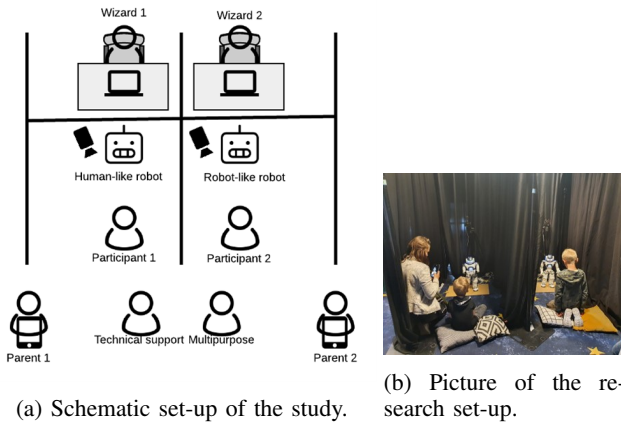 Wizard 1
Wizard 2
Human-like robot
Robot-like robot
Participant 1
Participant 2
Technical support
Multipurpose
Parent 1
Parent 2
(a) Schematic set-up of the study.
(b) Picture of the re-
search set-up.